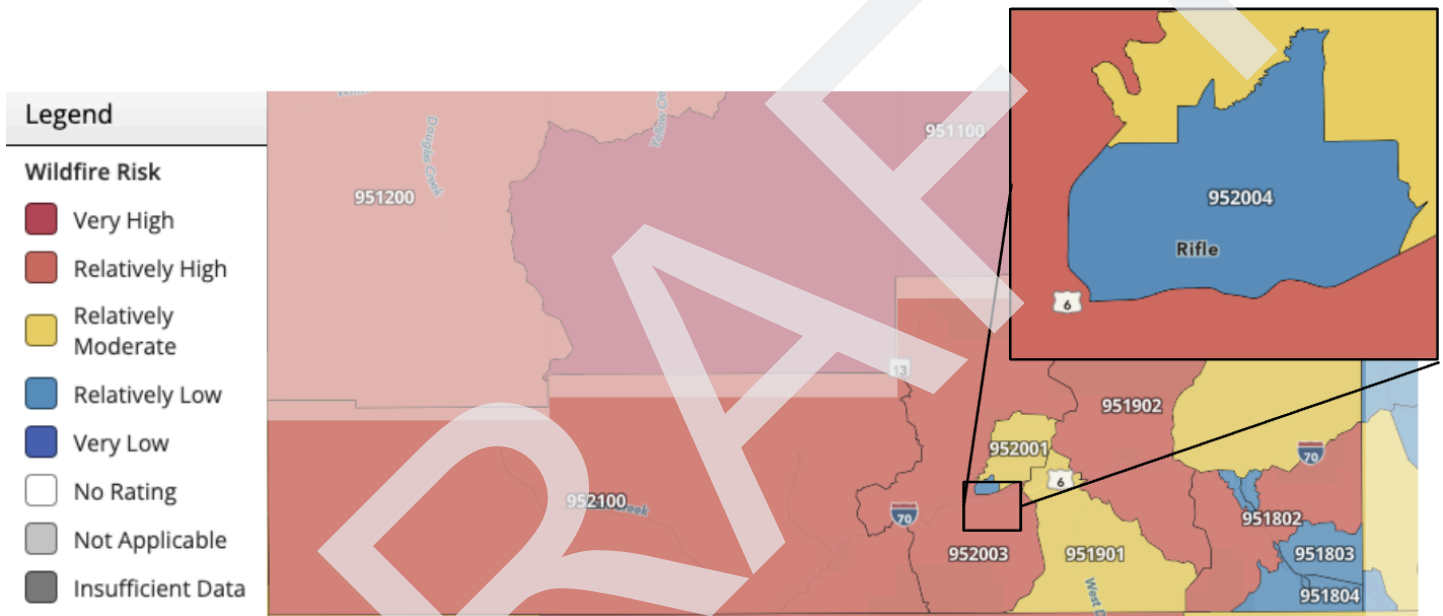 Legend
Wildfire Risk
Very High
Relatively High
Relatively
Moderate
Relatively Low
Very Low
No Rating
Not Applicable
Insufficient Data
Douglas Creek
951200
951100
952004
Rifle
6
13
951902
952001
6
70
952100
70
952003
951901
951802
951803
951804
West
RAF